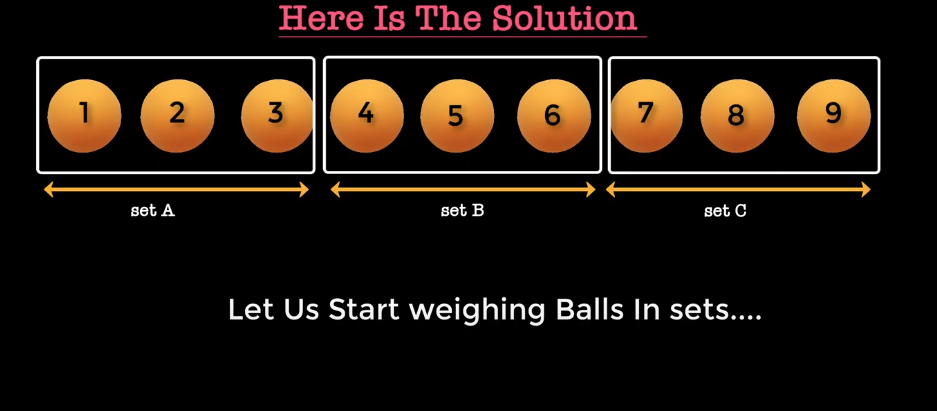 Here Is The Solution
1 2 3 4 5 6 7 8 9
set A set B set C
Let Us Start weighing Balls In sets....